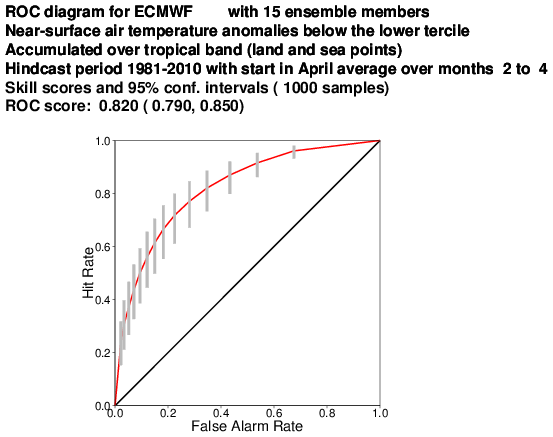 ROC diagram for ECMWF with 15 ensemble members
Near-surface air temperature anomalies below the lower tercile
Accumulated over tropical band (land and sea points)
Hindcast period 1981-2010 with start in April average over months 2 to 4
Skill scores and 95% conf. intervals ( 1000 samples)
ROC score: 0.820 ( 0.790, 0.850)
1.0
0.8
0.6
0.4
0.2
0.0
Hit Rate
0.0 0.2 0.4 0.6 0.8 1.0
False Alarm Rate